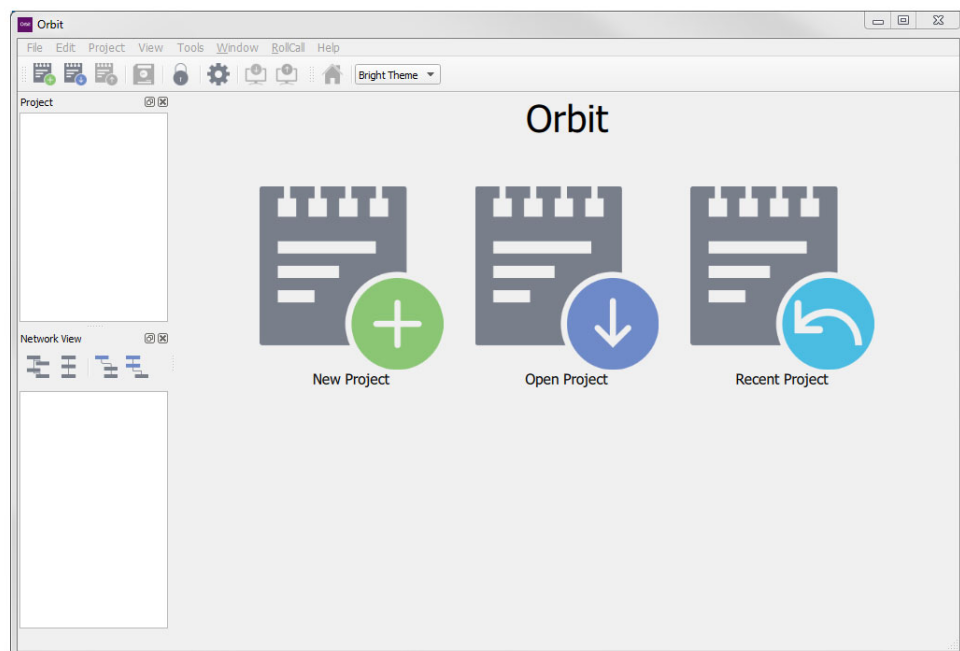 Orbit
File Edit Project View Tools Window RollCall Help
Bright Theme
Project
Orbit
New Project
Open Project
Recent Project
Network View